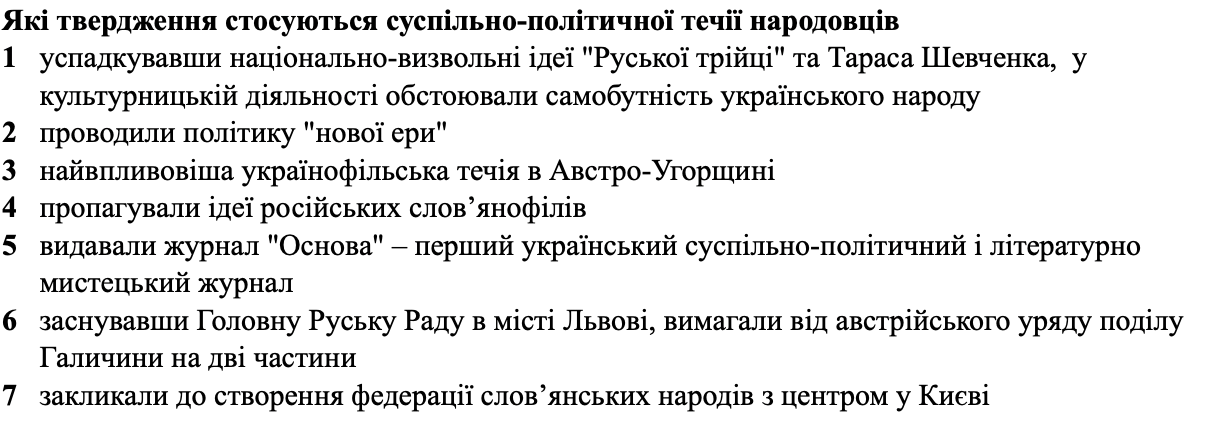 Які твердження стосуються суспільно-політичної течії народовців
1 успадкувавши національно-визвольні ідеї "Руської трійці" та Тараса Шевченка, у
культурницькій діяльності обстоювали самобутність українського народу
2 проводили політику "нової ери"
3 найвпливовіша українофільська течія в Австро-Угорщині
4 пропагували ідеї російських слов’янофілів
5 видавали журнал "Основа" – перший український суспільно-політичний і літературно
мистецький журнал
6 заснувавши Головну Руську Раду в місті Львові, вимагали від австрійського уряду поділу
Галичини на дві частини
7 закликали до створення федерації слов’янських народів з центром у Києві